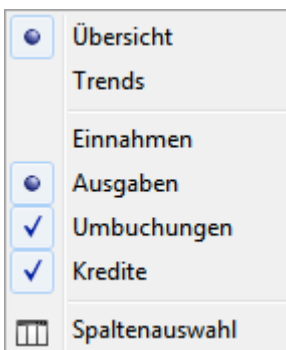 Übersicht
Trends
Einnahmen
Ausgaben
Umbuchungen
Kredite
Spaltenauswahl